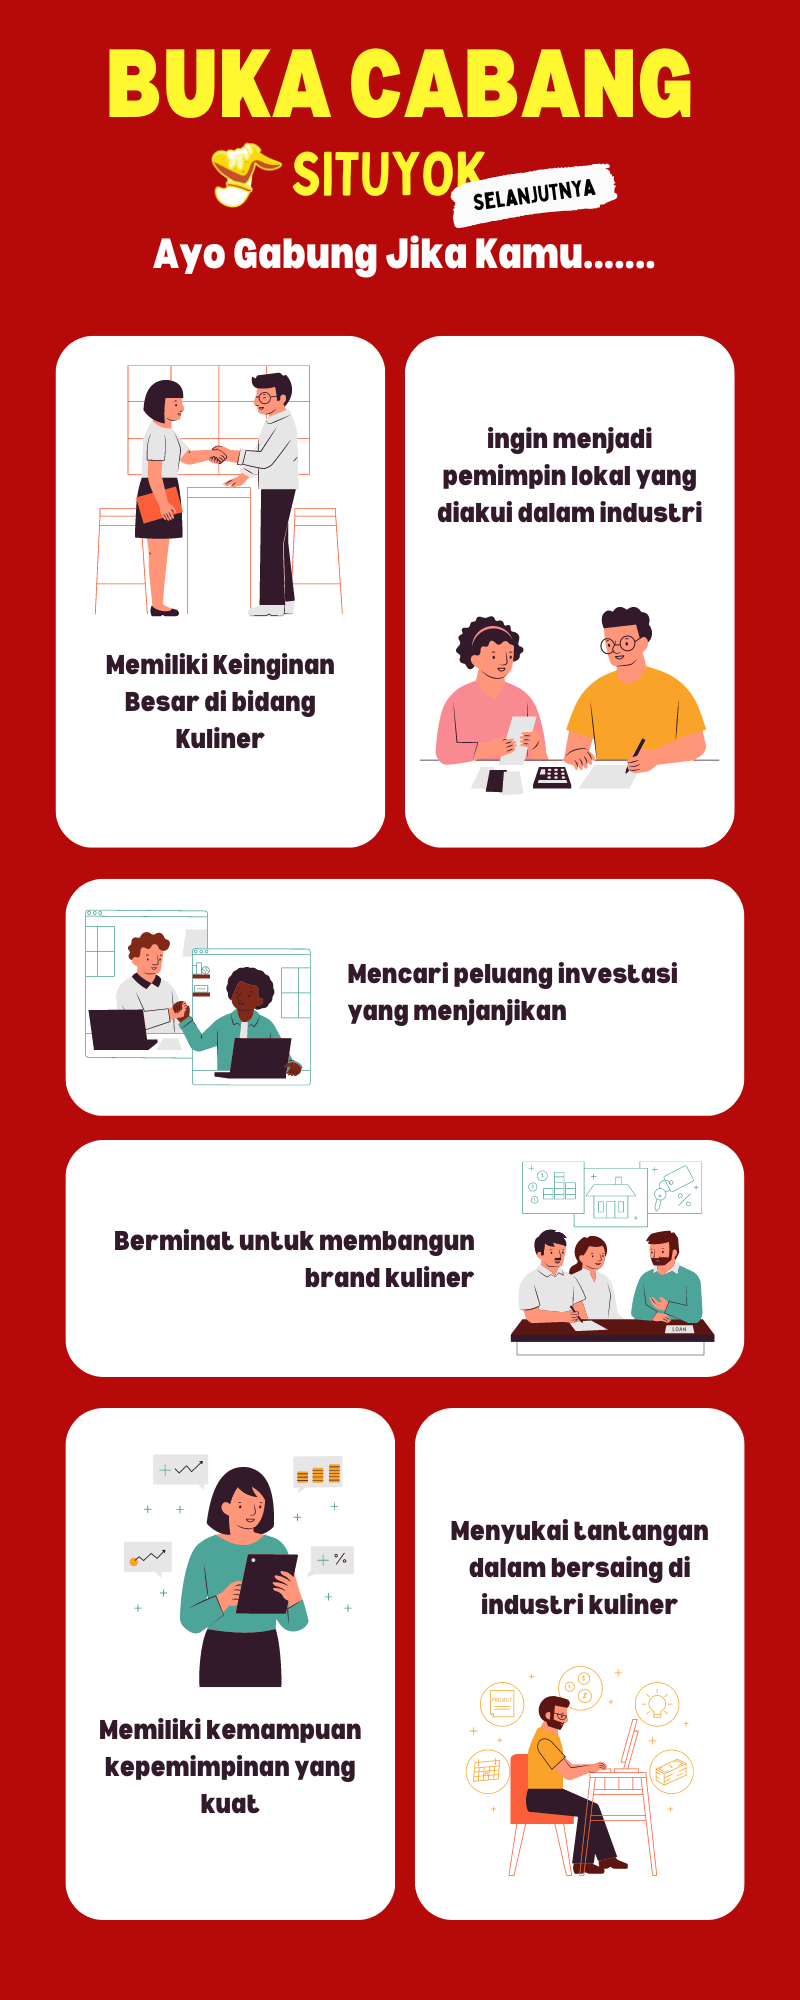 BUKA CABANG
SITUYOK
SELANJUTNYA
Ayo Gabung Jika Kamu.......
Memiliki Keinginan
Besar di bidang
Kuliner
ingin menjadi
pemimpin lokal yang
diakui dalam industri
Mencari peluang investasi
yang menjanjikan
Berminat untuk membangun
brand kuliner
LOAN
Memiliki kemampuan
kepemimpinan yang
kuat
Menyukai tantangan
dalam bersaing di
industri kuliner
PROJECT